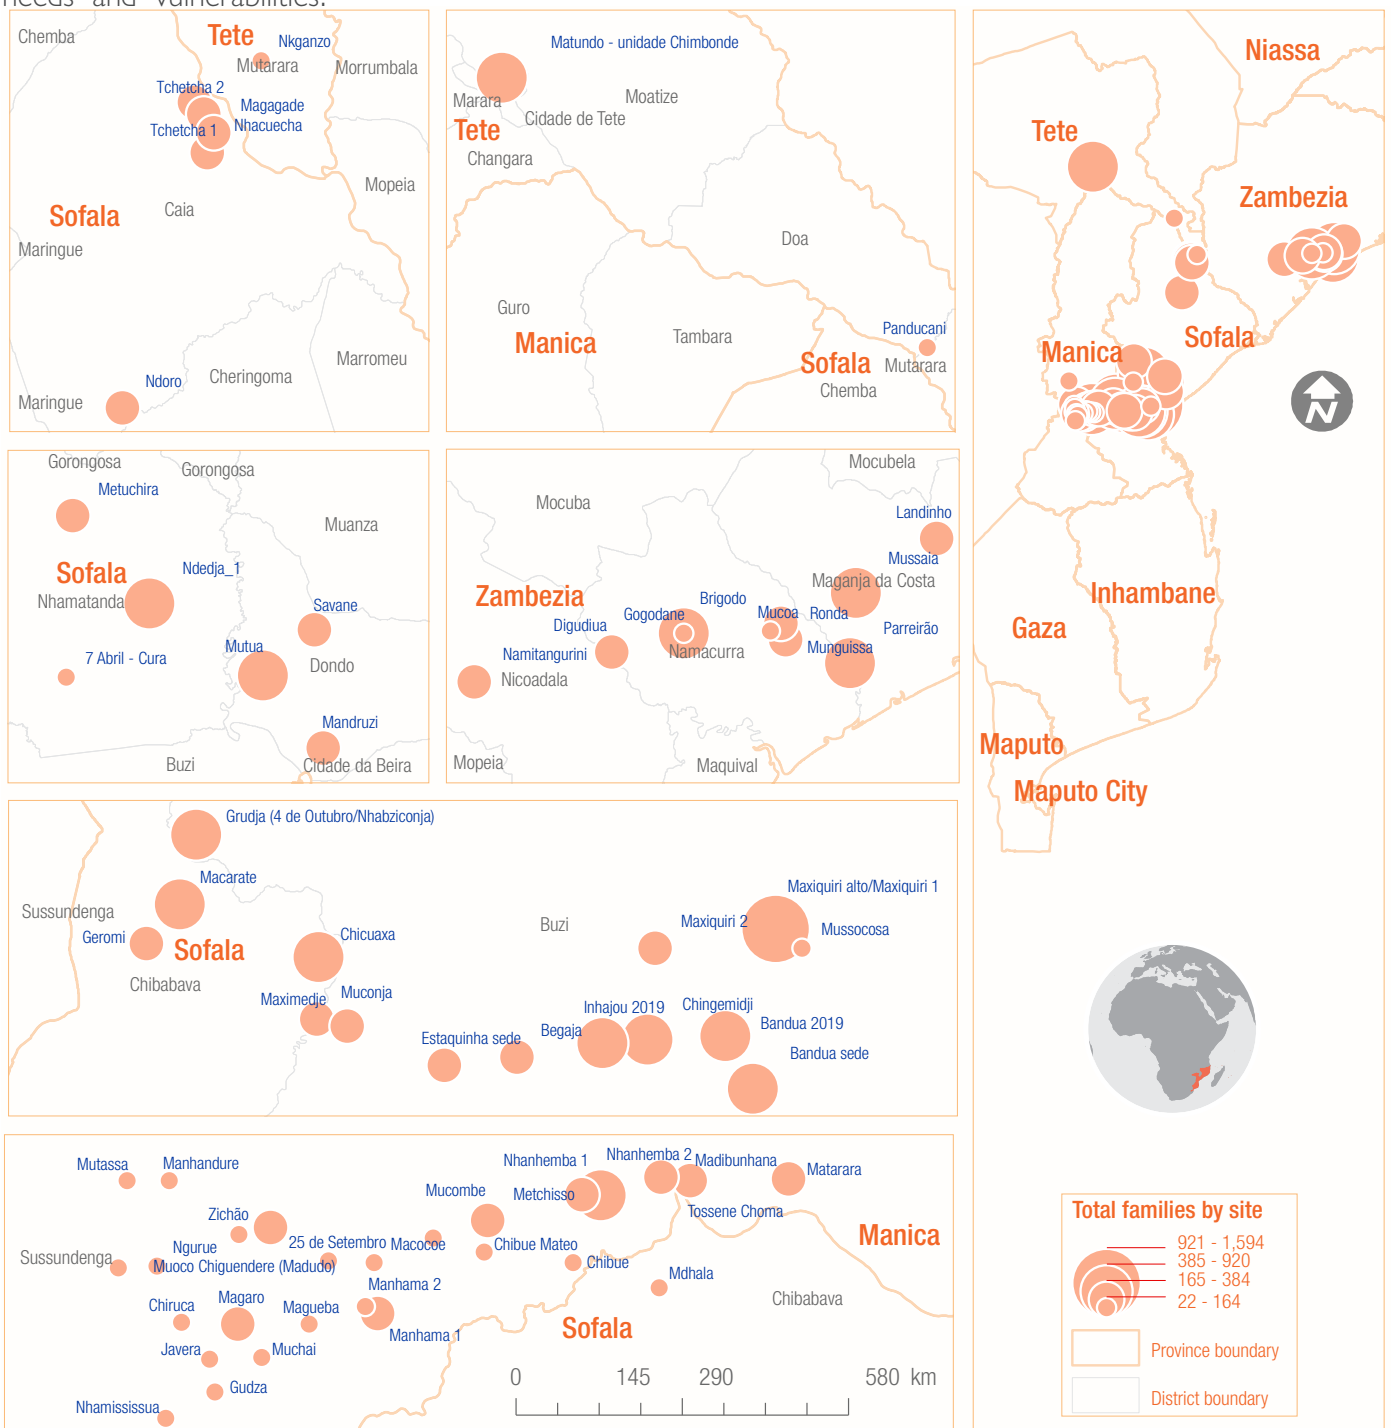 needs and vulnerabilities.
Chemba
Tete
Nkganzo
Mutarara
Morrumbala
Tchetcha 2
Magagade
Nhacuecha
Tchetcha 1
Mopeia
Caia
Sofala
Maringue
Marromeu
Ndoro
Cheringoma
Maringue
Matundo - unidade Chimbonde
Marara
Moatize
Cidade de Tete
Tete
Changara
Doa
Guro
Manica
Tambara
Panducani
Sofala
Mutarara
Chemba
Niassa
Tete
Zambezia
Sofala
Manica
N
Inhambane
Gaza
Maputo
Maputo City
Gorongosa
Gorongosa
Metuchira
Muanza
Ndedja_1
Sofala
Nhamatanda
Savane
Mutua
7 Abril - Cura
Dondo
Mandruzi
Buzi
Cidade da Beira
Mocubela
Mocuba
Landinho
Mussaia
Maganja da Costa
Zambezia
Brigodo
Gogodane
Mucoa
Ronda
Digudiua
Parreirão
Munguissa
Namacurra
Namitangurini
Nicoadala
Mopeia
Maquival
Grudja (4 de Outubro/Nhabziconja)
Macarate
Maxiquiri alto/Maxiquiri 1
Sussundenga
Buzi
Maxiquiri 2
Mussocosa
Geromi
Sofala
Chicuaxa
Chibabava
Maximedje
Muconja
Inhajou 2019
Chingemidji
Begaja
Bandua 2019
Estaquinha sede
Bandua sede
Mutassa
Manhandure
Nhanhemba 1
Nhanhemba 2
Madibunhana
Matarara
Mucombe
Metchisso
Zichão
Tossene Choma
Manica
Ngurue
25 de Setembro
Macocoe
Chibue Mateo
Sussundenga
Muoco Chiguendere (Madudo)
Chibue
Mdhala
Manhama 2
Chibabava
Chiruca
Magaro
Magueba
Sofala
Manhama 1
Javera
Muchai
Gudza
Nhamississua
0 145 290 580 km
Total families by site
921 - 1,594
385 - 920
165 - 384
22 - 164
Province boundary
District boundary